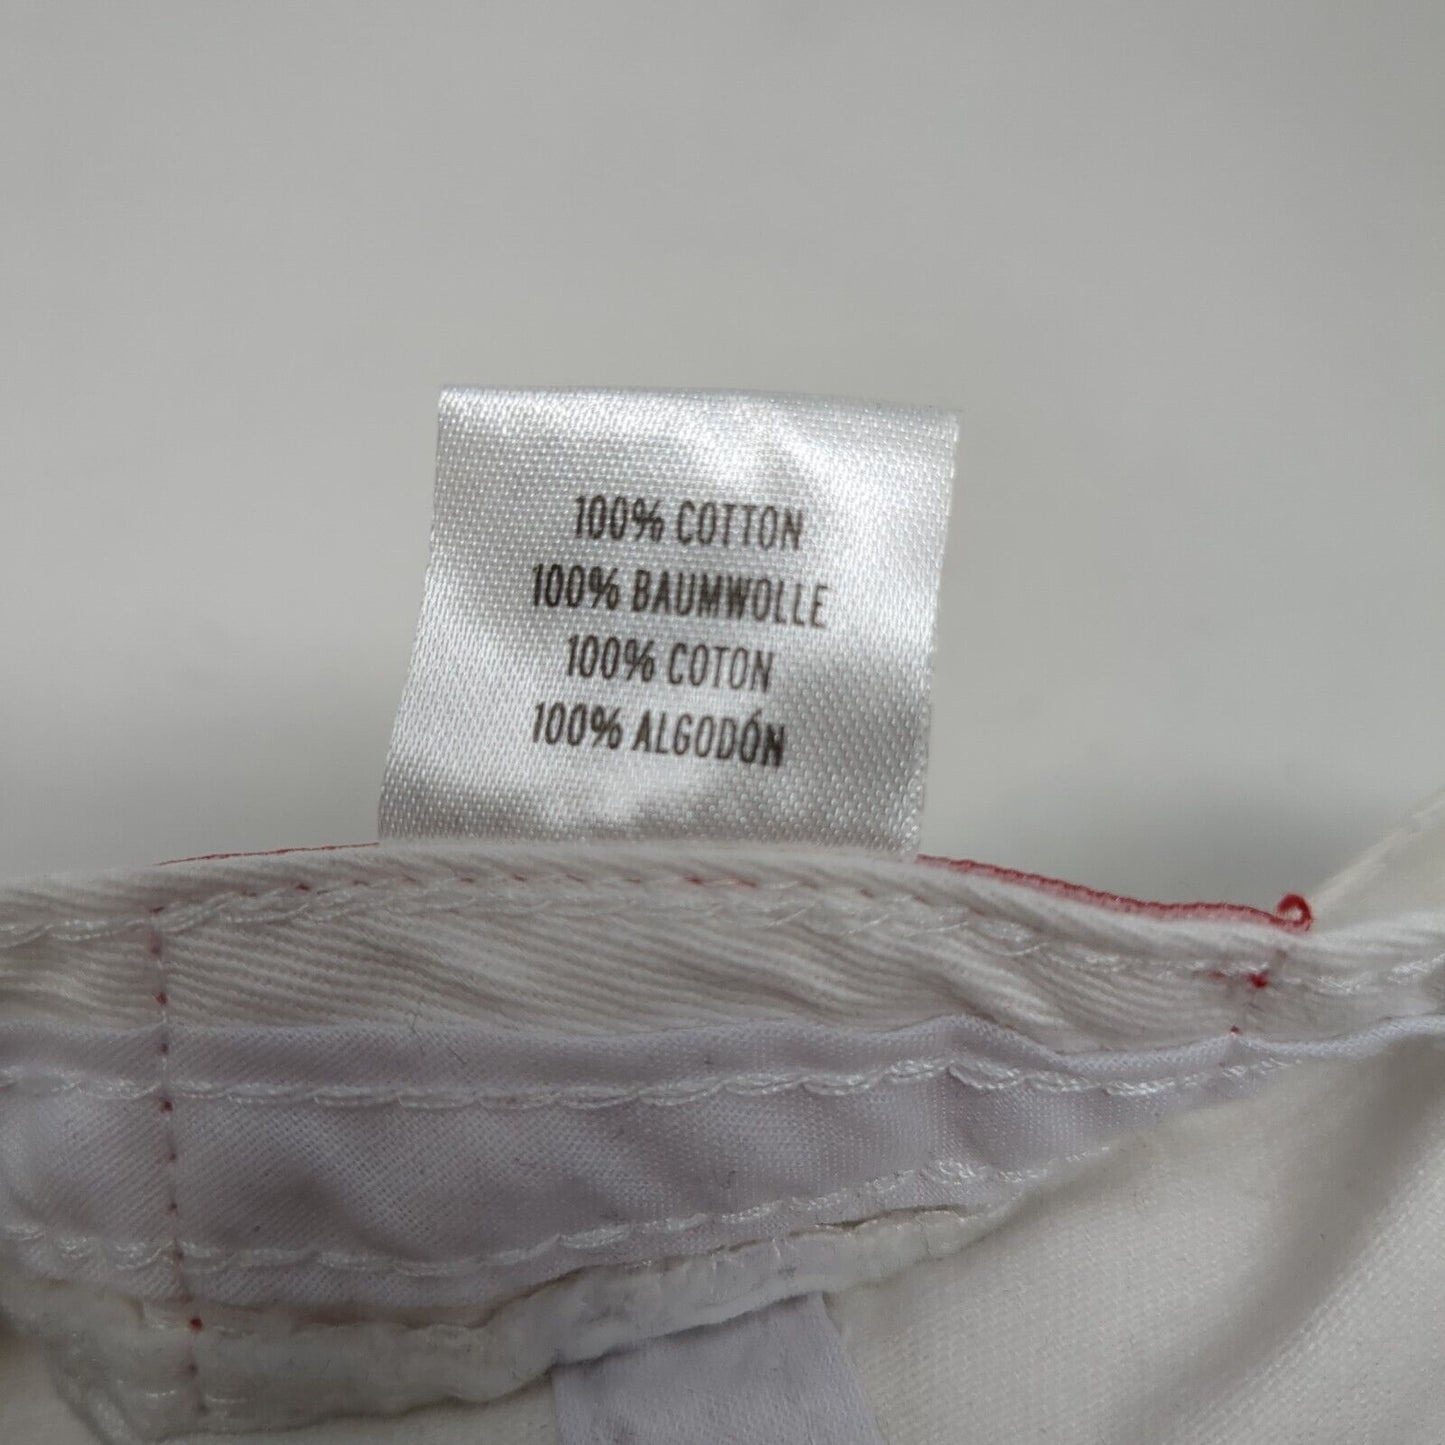 100% COTTON
100% BAUMWOLLE
100% COTON
100% ALGODÓN